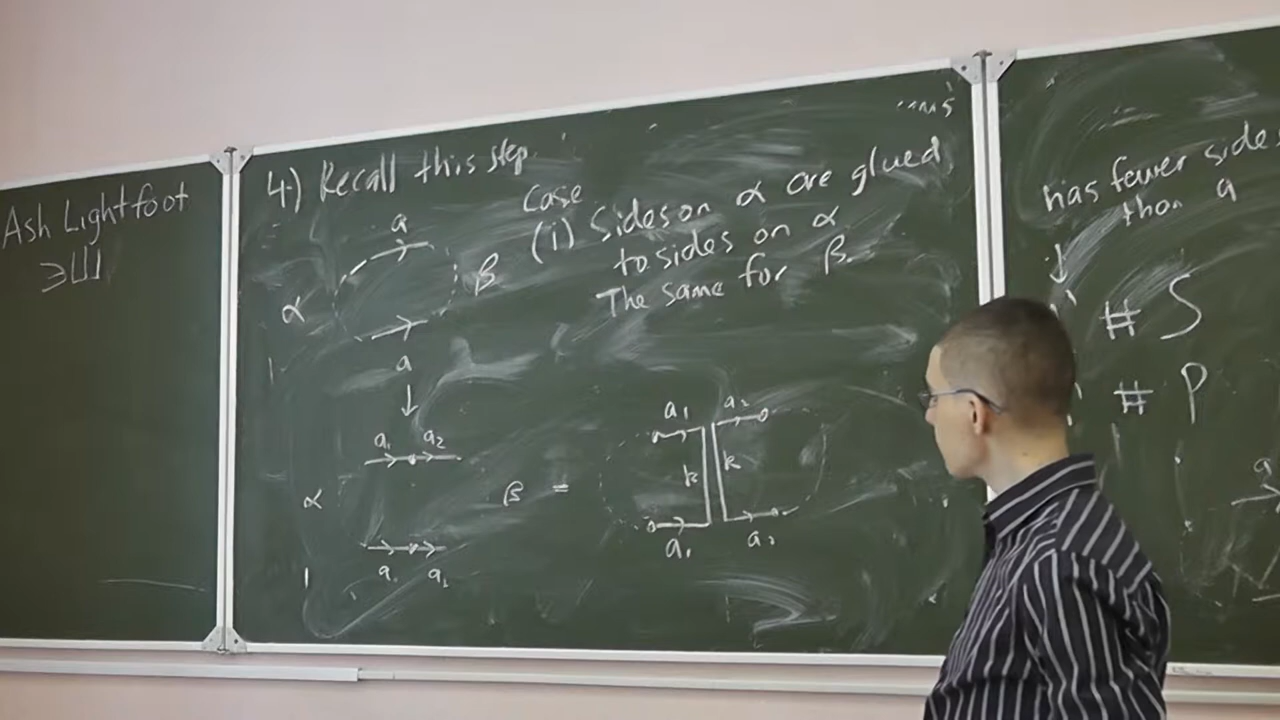 Ash Lightfoot
ЭШ
4) Recall this step.
Case
(i) Sides on α are glued
to sides on α
The same for β.
a
α β
a
a₁ a₂
α
a₁
β =
a₁ a₂
k k
a₁ a₂
has fewer sides
than a
# S
# P
a